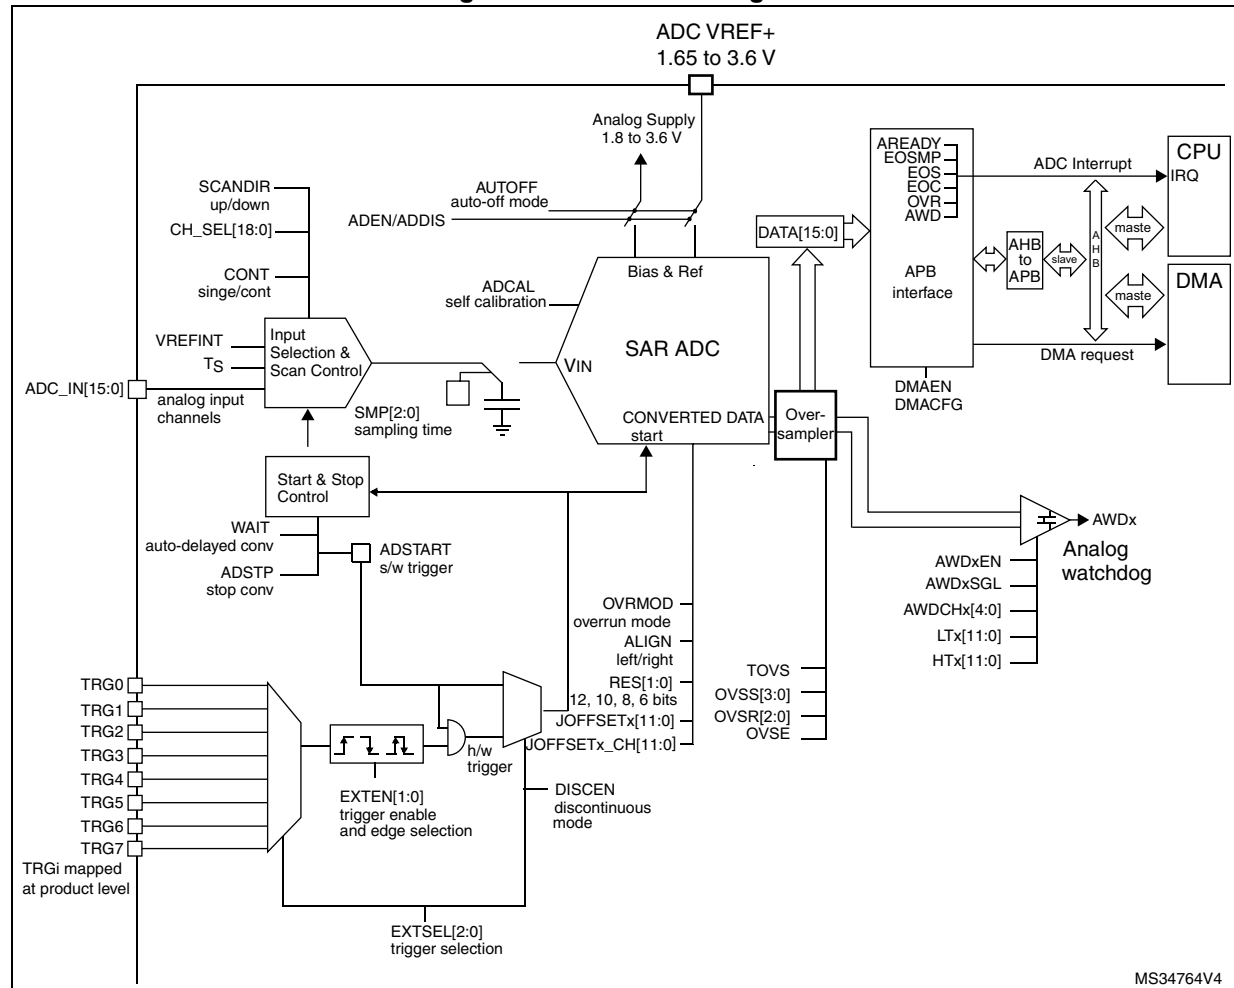 ADC VREF+
1.65 to 3.6 V
Analog Supply
1.8 to 3.6 V
AREADY
EOSMP
EOS
EOC
OVR
AWD
ADC Interrupt
CPU
IRQ
SCANDIR
up/down
CH_SEL[18:0]
CONT
singe/cont
AUTOFF
auto-off mode
ADEN/ADDIS
DATA[15:0]
APB
interface
AHB
to
APB
slave
A
H
B
maste
maste
DMA
DMA request
DMAEN
DMACFG
Bias & Ref
ADCAL
self calibration
SAR ADC
VIN
CONVERTED DATA
start
Over-
sampler
VREFINT
TS
ADC_IN[15:0]
analog input
channels
Input
Selection &
Scan Control
SMP[2:0]
sampling time
Start & Stop
Control
WAIT
auto-delayed conv
ADSTP
stop conv
ADSTART
s/w trigger
AWDx
Analog
watchdog
AWDxEN
AWDxSGL
AWDCHx[4:0]
LTx[11:0]
HTx[11:0]
OVRMOD
overrun mode
ALIGN
left/right
RES[1:0]
12, 10, 8, 6 bits
JOFFSETx[11:0]
JOFFSETx_CH[11:0]
TOVS
OVSS[3:0]
OVSR[2:0]
OVSE
TRG0
TRG1
TRG2
TRG3
TRG4
TRG5
TRG6
TRG7
TRGi mapped
at product level
h/w
trigger
EXTEN[1:0]
trigger enable
and edge selection
DISCEN
discontinuous
mode
EXTSEL[2:0]
trigger selection
MS34764V4